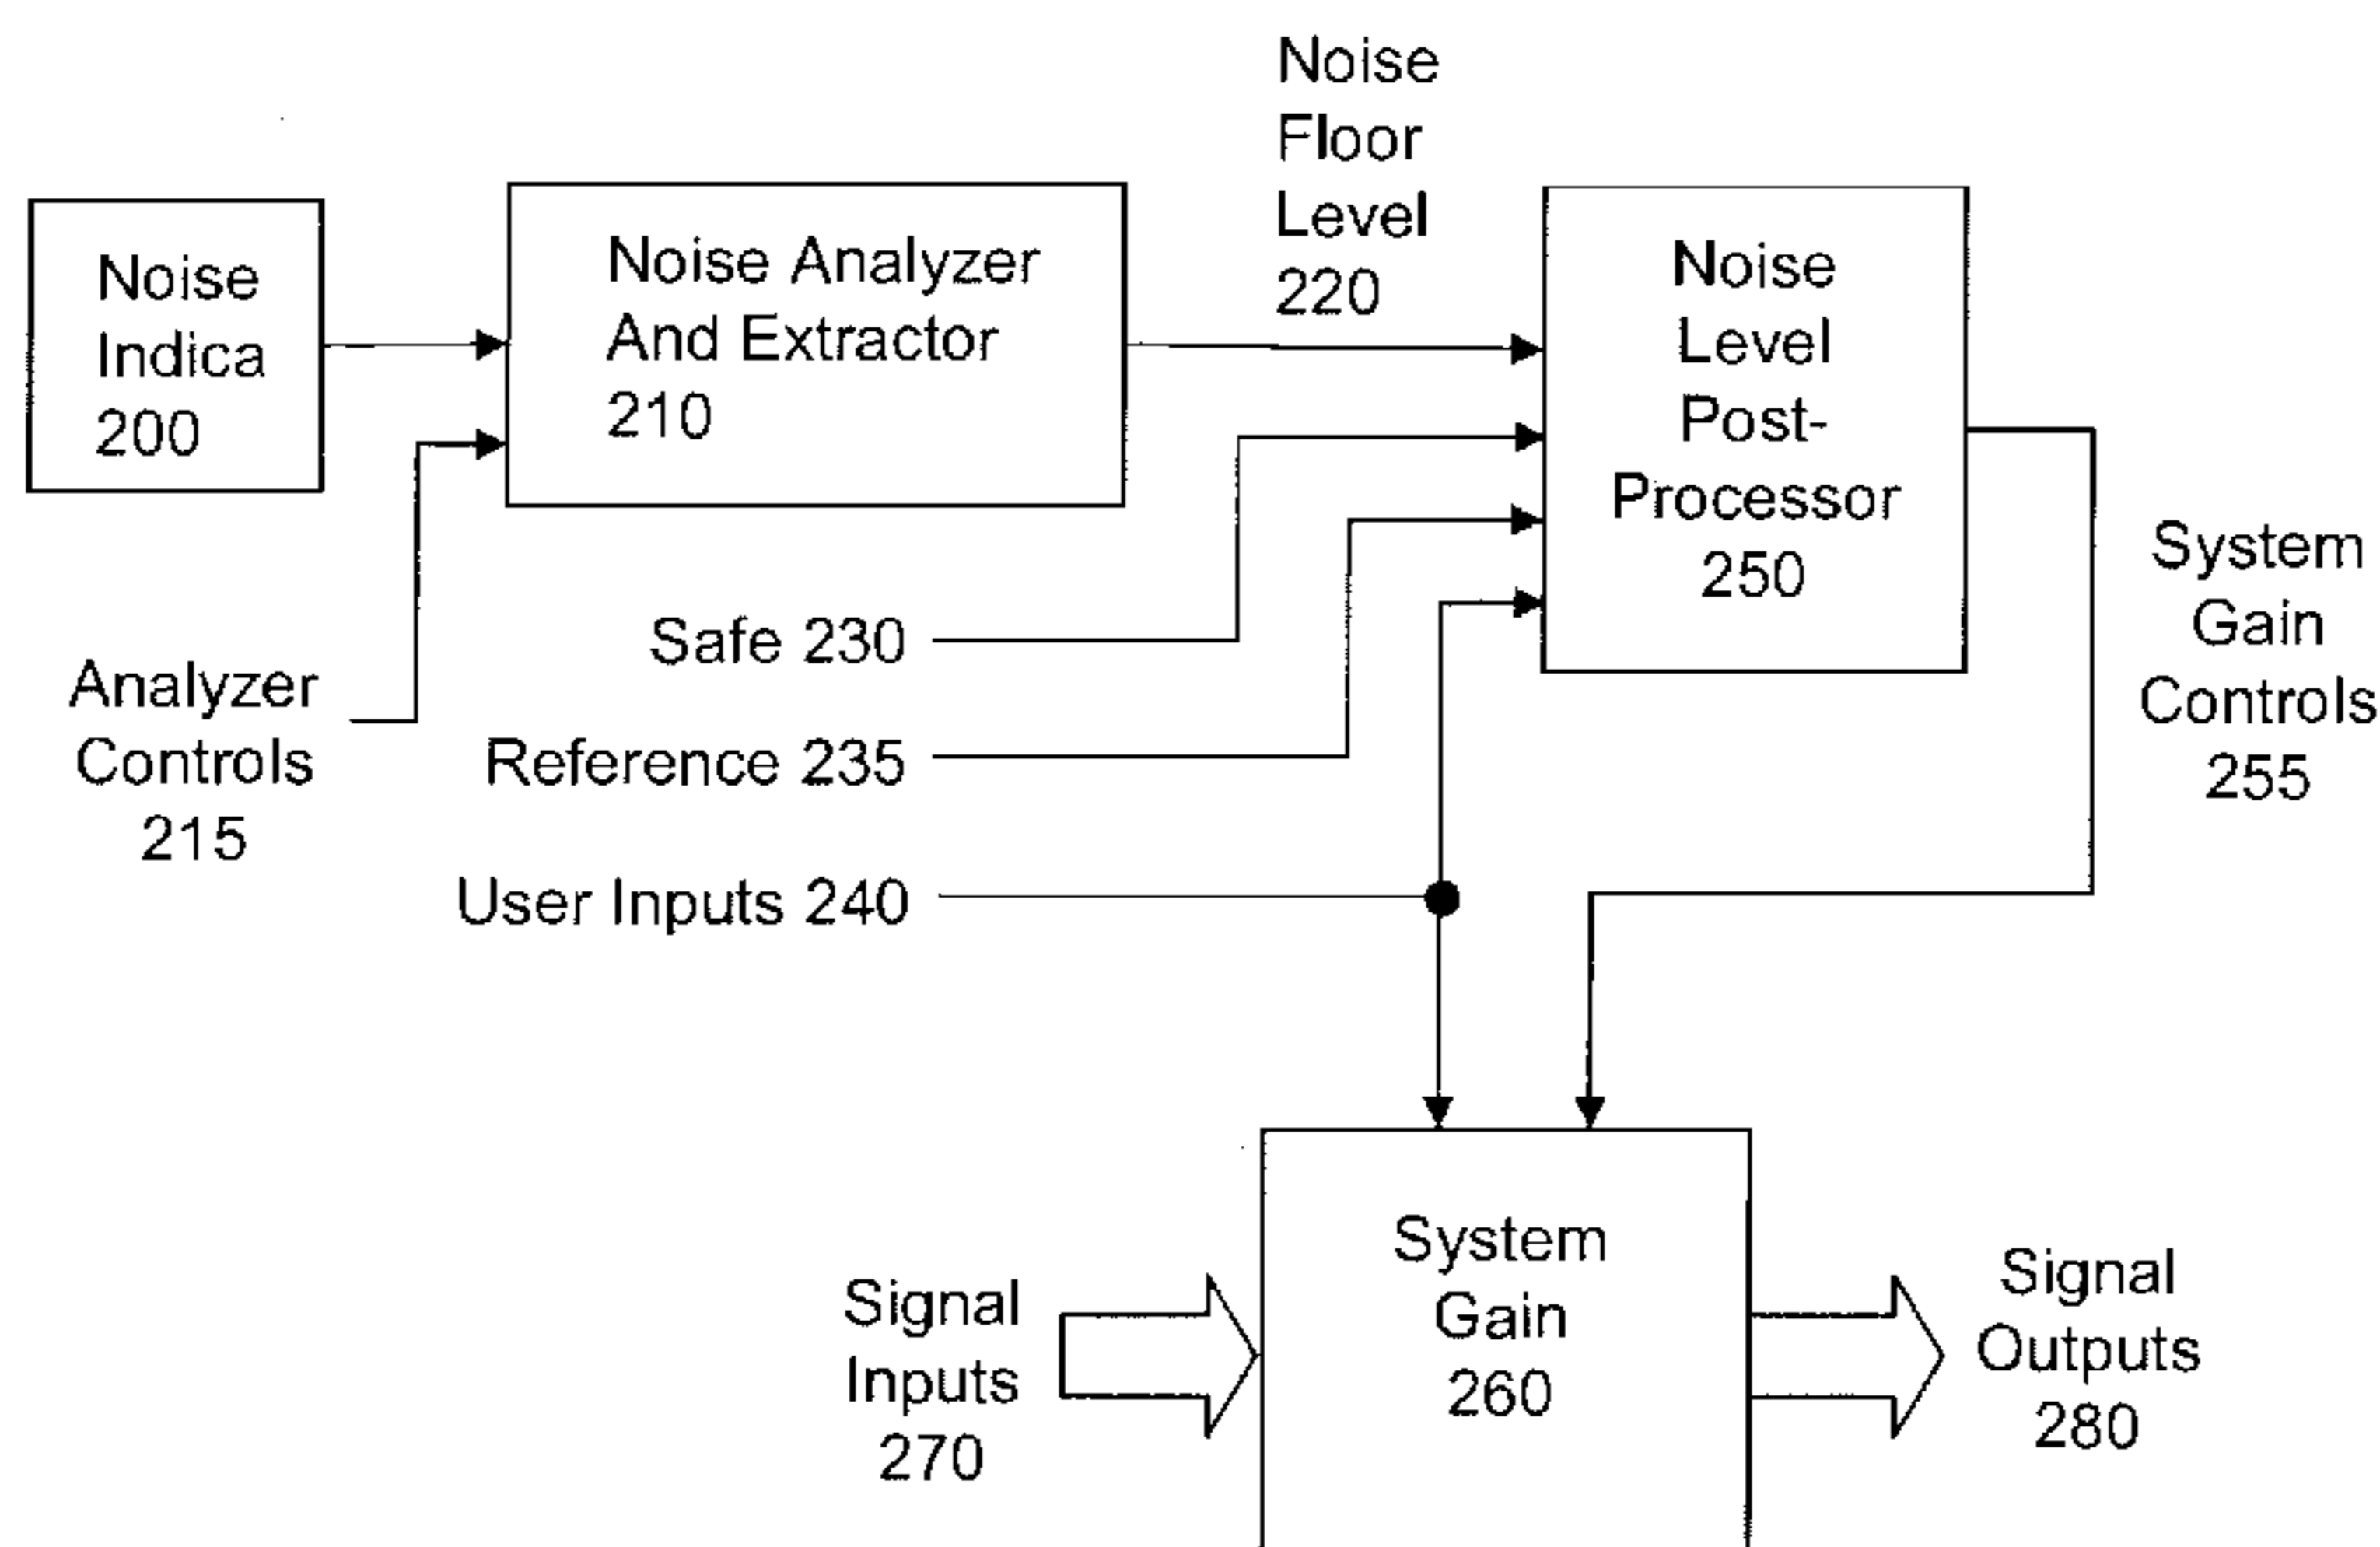 Noise
Floor
Level
220
Noise
Indica
200
Noise Analyzer
And Extractor
210
Noise
Level
Post-
Processor
250
System
Gain
Controls
255
Analyzer
Controls
215
Safe 230
Reference 235
User Inputs 240
Signal
Inputs
270
System
Gain
260
Signal
Outputs
280